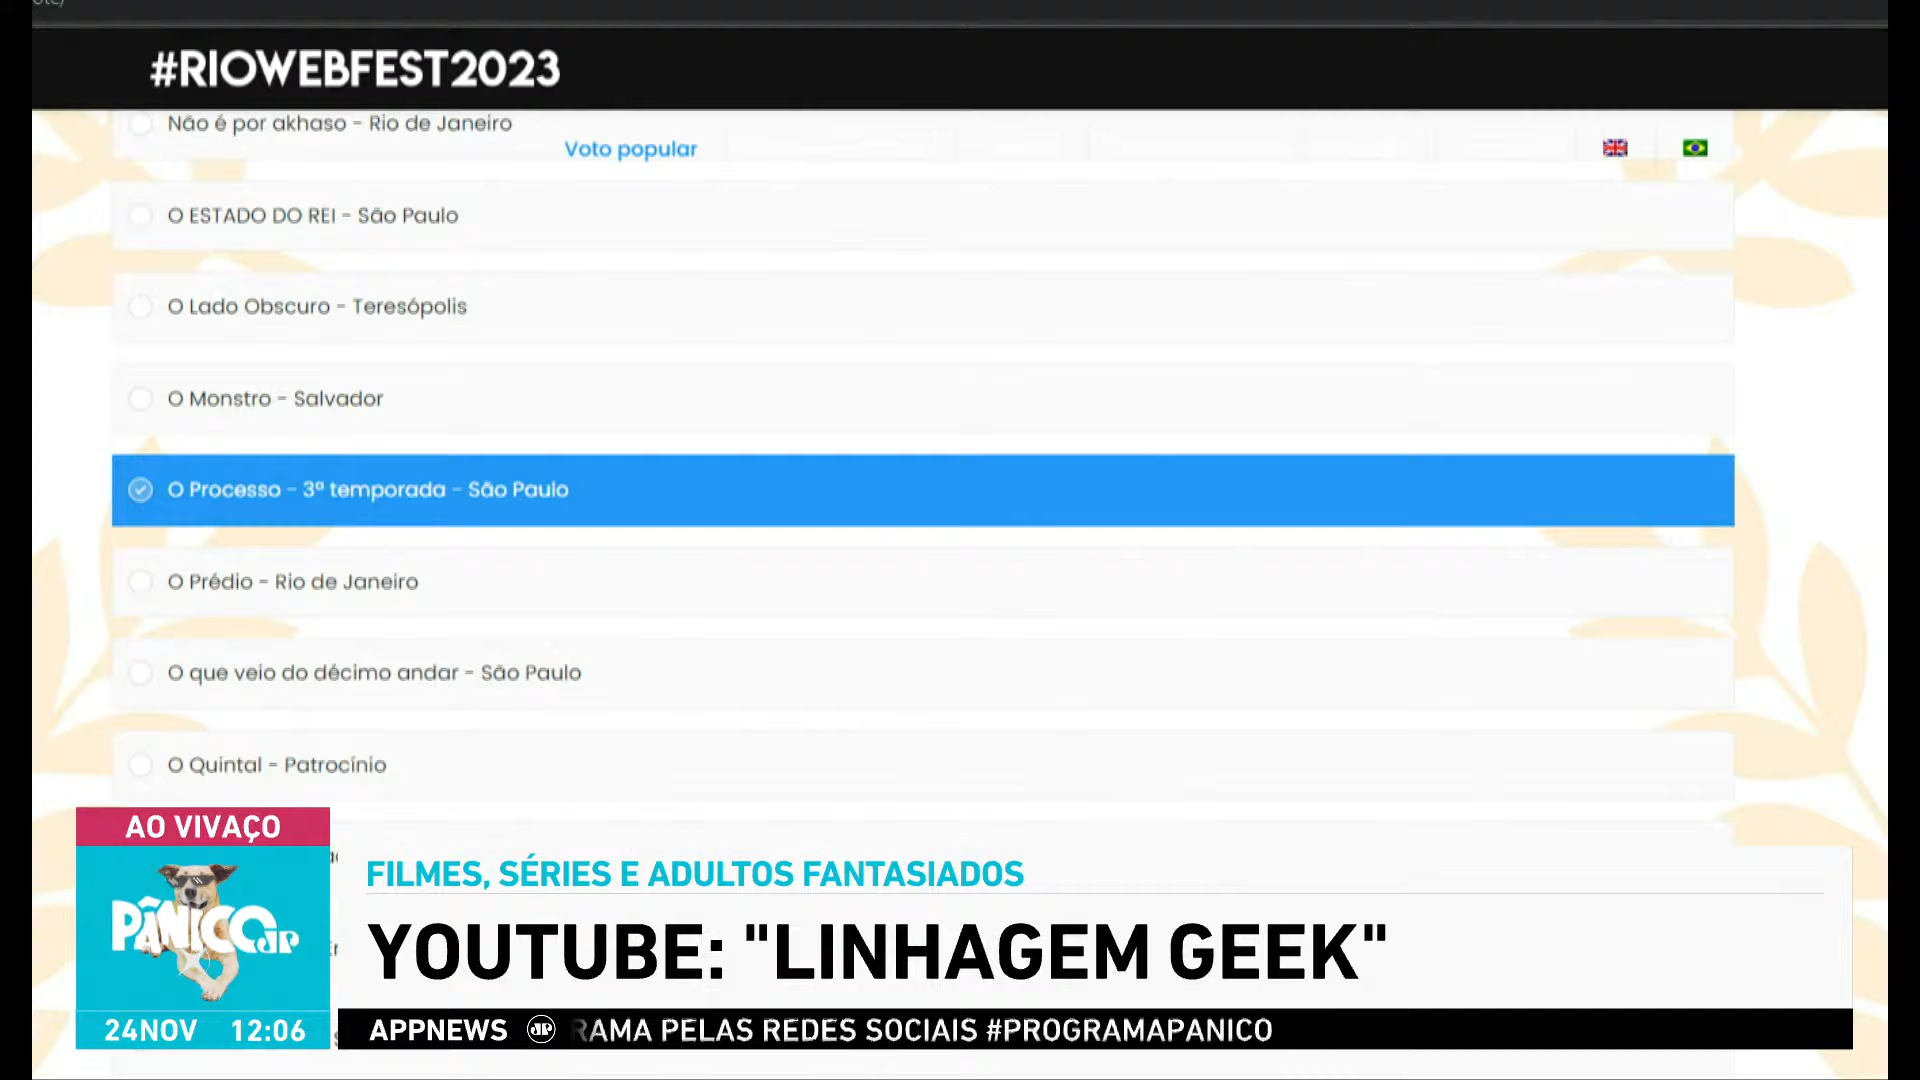 #RIOWEBFEST2023
Não é por akhaso - Rio de Janeiro
Voto popular
O ESTADO DO REI - São Paulo
O Lado Obscuro - Teresópolis
O Monstro - Salvador
O Processo - 3ª temporada - São Paulo
O Prédio - Rio de Janeiro
O que veio do décimo andar - São Paulo
O Quintal - Patrocínio
AO VIVAÇO
PÂNICO JP
FILMES, SÉRIES E ADULTOS FANTASIADOS
YOUTUBE: "LINHAGEM GEEK"
24NOV 12:06
APPNEWS JP RAMA PELAS REDES SOCIAIS #PROGRAMAPANICO